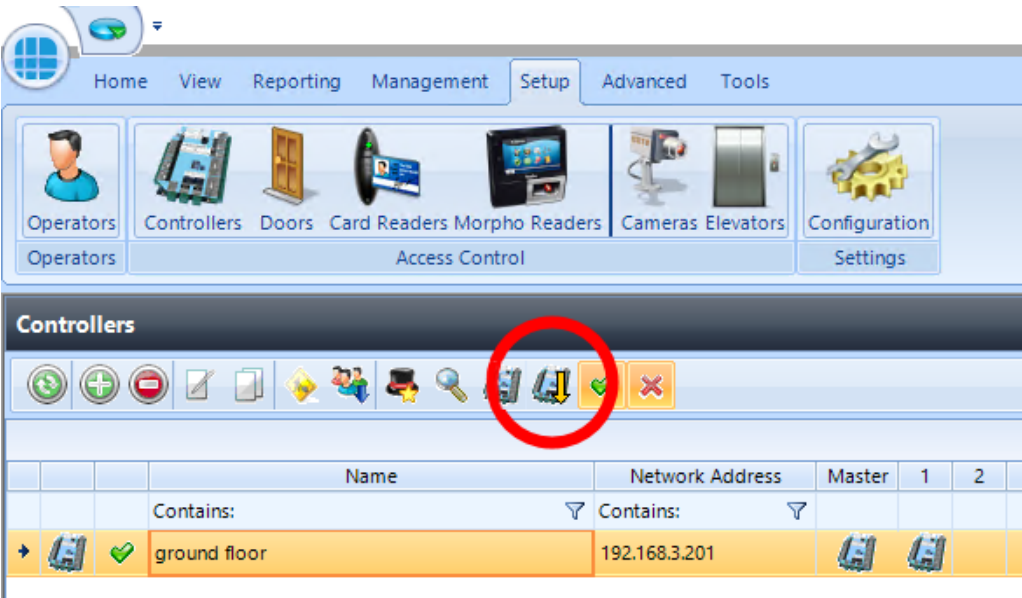 Home View Reporting Management Setup Advanced Tools
Operators Controllers Doors Card Readers Morpho Readers Cameras Elevators Configuration
Operators Access Control Settings
Controllers
Name Network Address Master 1 2
Contains: Contains:
ground floor 192.168.3.201